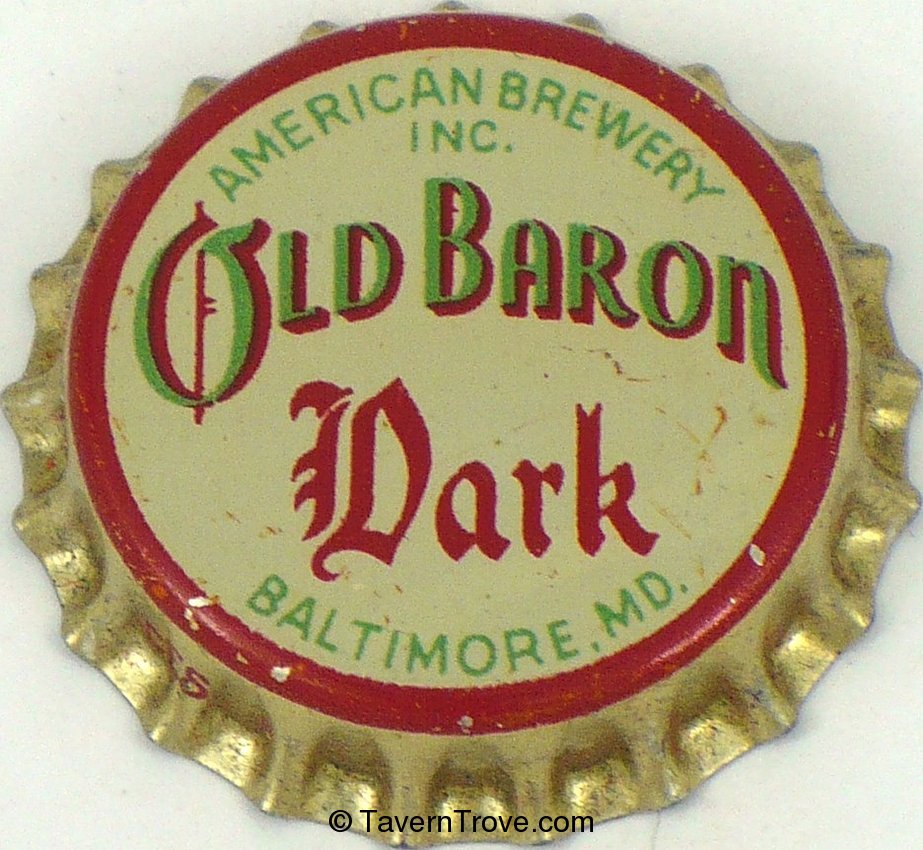 AMERICAN BREWERY
INC.
OLD BARON
Dark
BALTIMORE, MD.
© TavernTrove.com